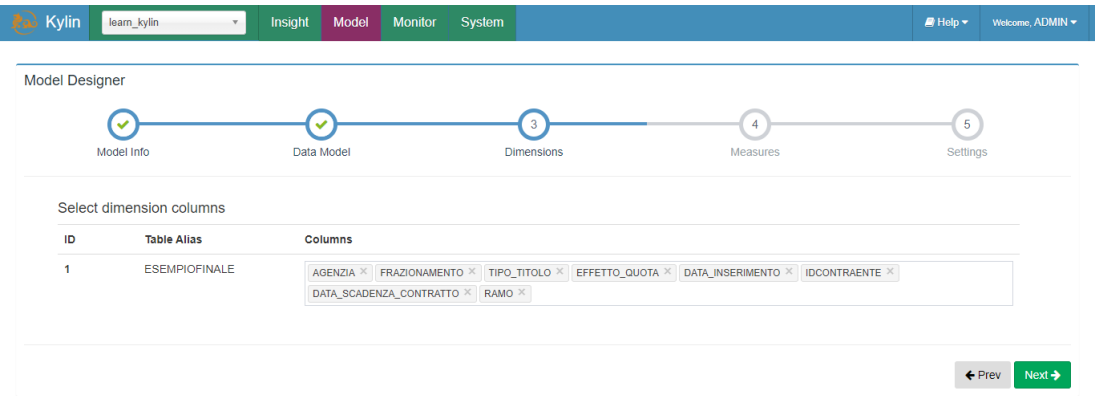 Kylin learn_kylin Insight Model Monitor System Help Welcome, ADMIN
Model Designer
3 4 5
Model Info Data Model Dimensions Measures Settings
Select dimension columns
ID Table Alias Columns
1 ESEMPIOFINALE AGENZIA × FRAZIONAMENTO × TIPO_TITOLO × EFFETTO_QUOTA × DATA_INSERIMENTO × IDCONTRAENTE ×
DATA_SCADENZA_CONTRATTO × RAMO ×
Prev Next